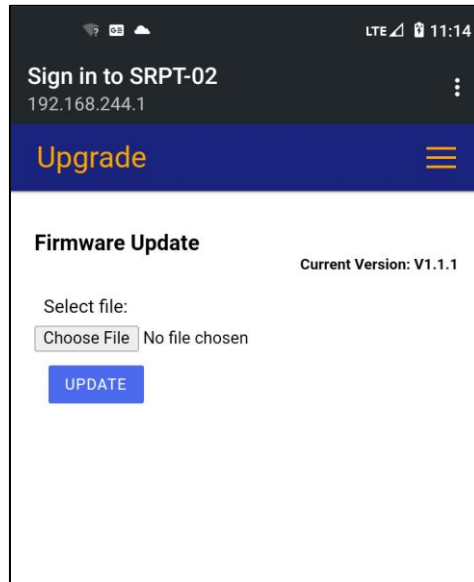 LTE 11:14
Sign in to SRPT-02
192.168.244.1
Upgrade
Firmware Update
Current Version: V1.1.1
Select file:
Choose File No file chosen
UPDATE